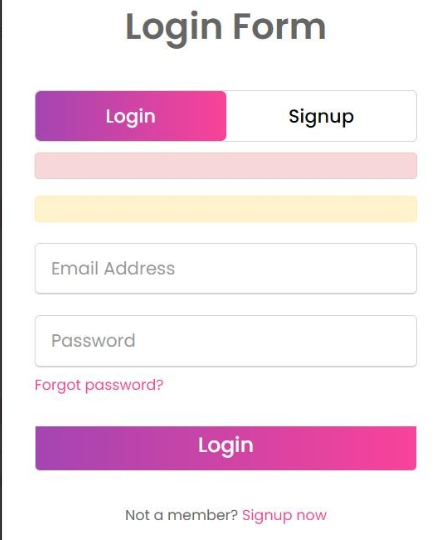 Login Form
Login Signup
Email Address
Password
Forgot password?
Login
Not a member? Signup now